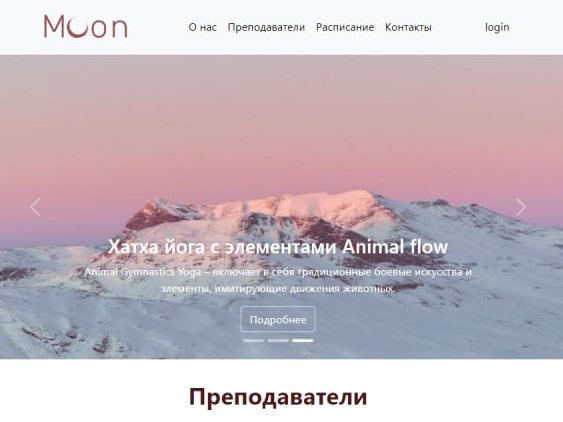 Moon
О нас Преподаватели Расписание Контакты login
Хатха йога с элементами Animal flow
Animal Gymnastics Yoga – включает в себя традиционные боевые искусства и
элементы, имитирующие движения животных.
Подробнее
Преподаватели